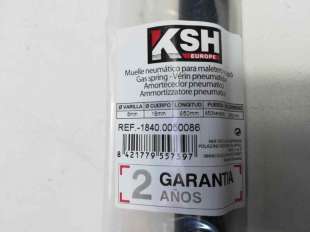 KSH
EUROPE
Muelle neumático para maletero
Gas spring - Vérin pneumatique
Amortecedor pneumático
Ammortizzatore pneumatico
Ø VARILLA Ø CUERPO LONGITUD FUERZA
8mm 18mm
REF.-1840.0050086
8 421779 557597
2 GARANTIA
AÑOS